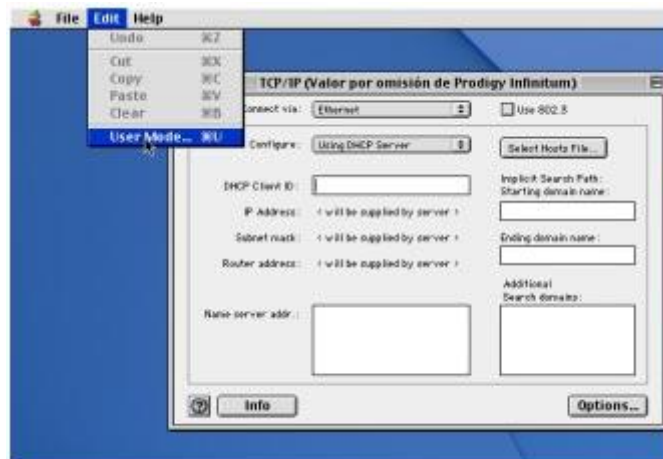 File Edit Help
Undo ⌘Z
Cut ⌘X
Copy ⌘C
Paste ⌘V
Clear ⌘B
User Mode... ⌘U
TCP/IP (Valor por omisión de Prodigy Infinitum)
Connect via: Ethernet
Use 802.3
Configure: Using DHCP Server
Select Hosts File...
DHCP Client ID:
Implicit Search Path:
Starting domain name:
IP Address: < will be supplied by server >
Subnet mask: < will be supplied by server >
Ending domain name:
Router address: < will be supplied by server >
Additional
Search domains:
Name server addr.:
? Info
Options...